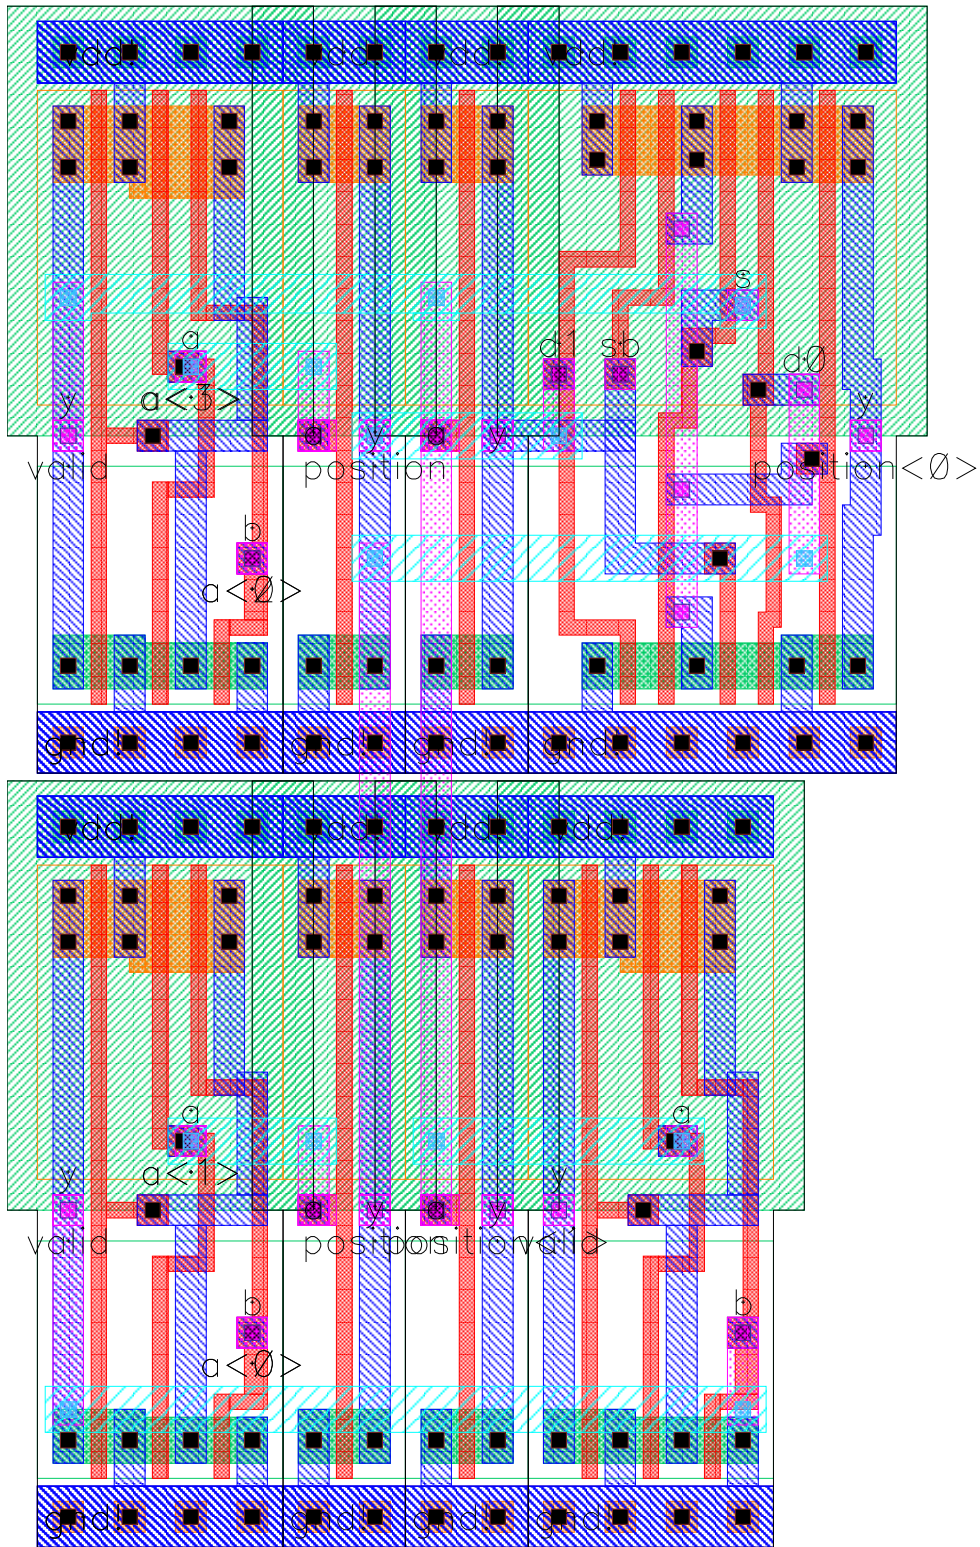 vdd! vdd! vdd! vdd!
s
a d1 sb d0
a<3>
y a y a y y
valid position position<0>
b
a<0>
gnd! gnd! gnd! gnd!
vdd! vdd! vdd! vdd!
a a
y a<1> y
a y a y
valid position valid
b b
a<0>
gnd! gnd! gnd! gnd!